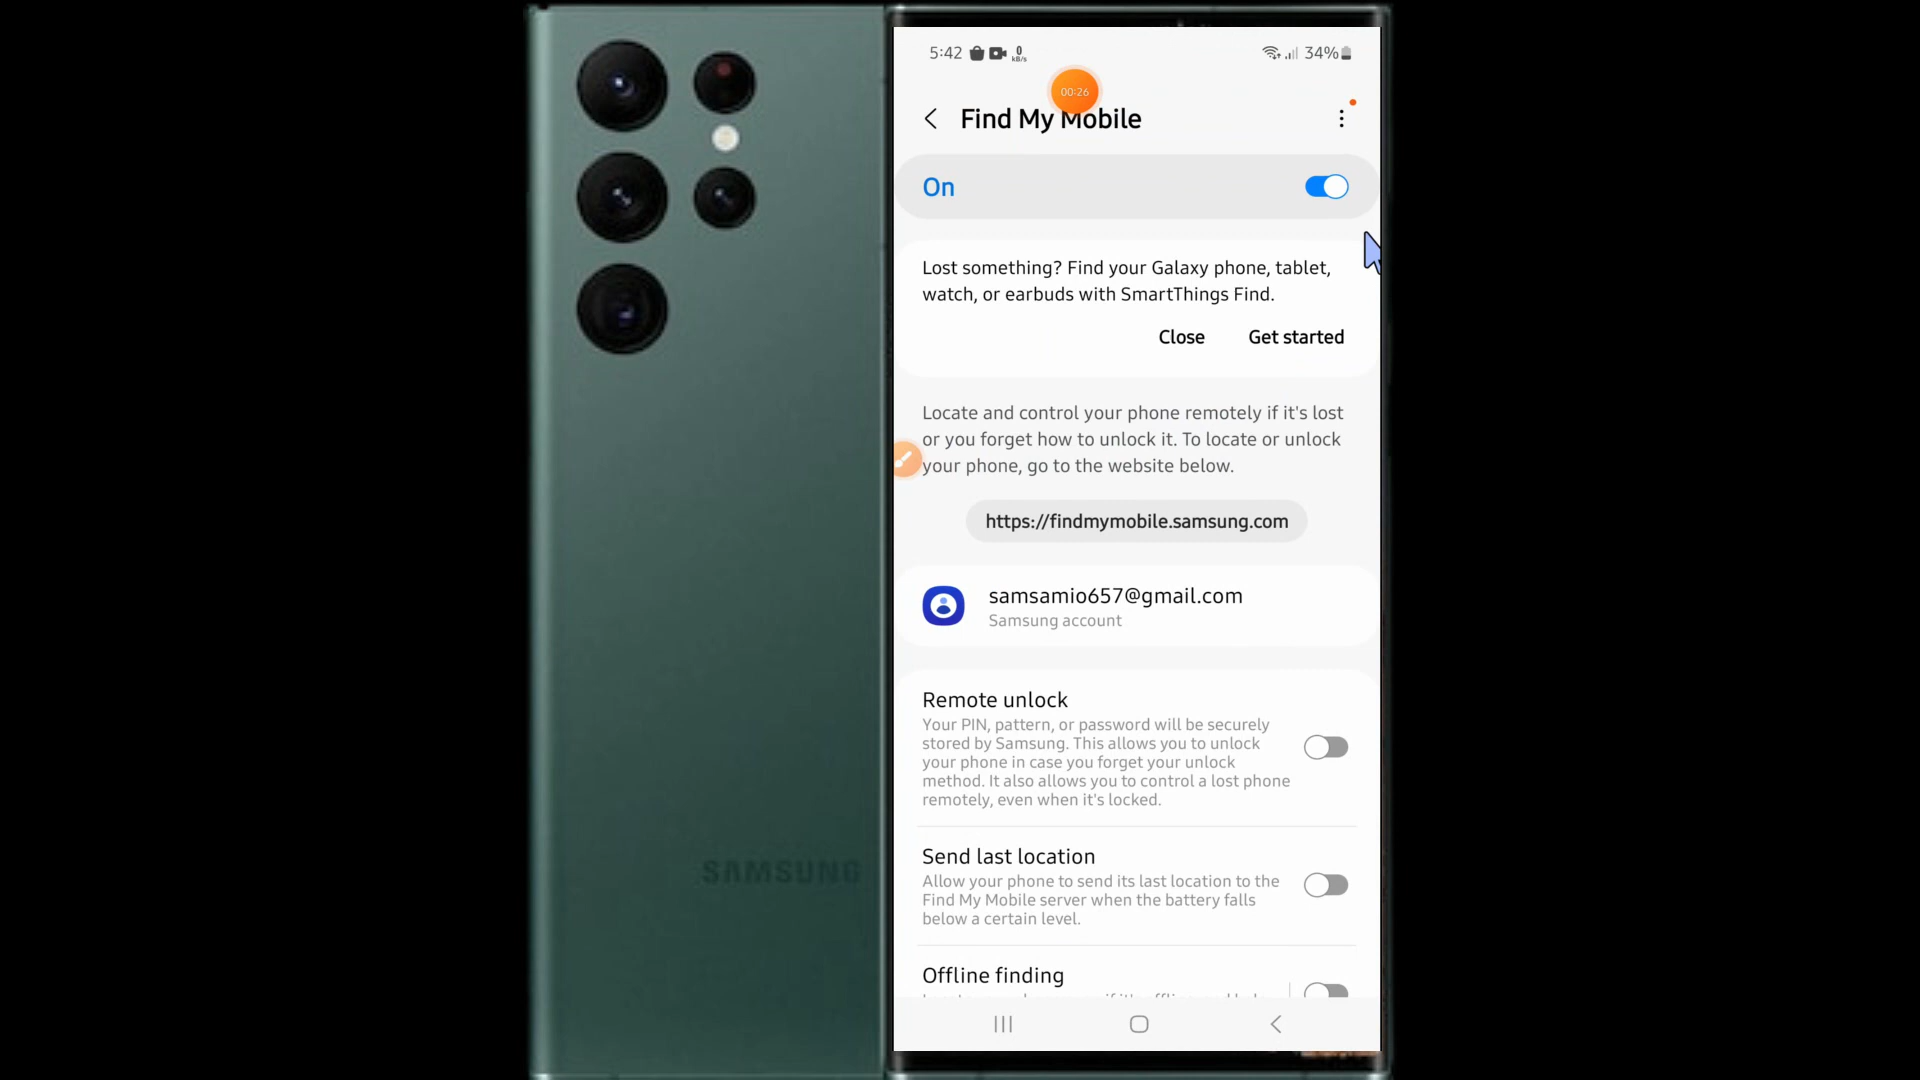 5:42
0
kB/s
34%
00:26
Find My Mobile
On
Lost something? Find your Galaxy phone, tablet,
watch, or earbuds with SmartThings Find.
Close
Get started
Locate and control your phone remotely if it's lost
or you forget how to unlock it. To locate or unlock
your phone, go to the website below.
https://findmymobile.samsung.com
samsamio657@gmail.com
Samsung account
Remote unlock
Your PIN, pattern, or password will be securely
stored by Samsung. This allows you to unlock
your phone in case you forget your unlock
method. It also allows you to control a lost phone
remotely, even when it's locked.
Send last location
Allow your phone to send its last location to the
Find My Mobile server when the battery falls
below a certain level.
Offline finding
SAMSUNG